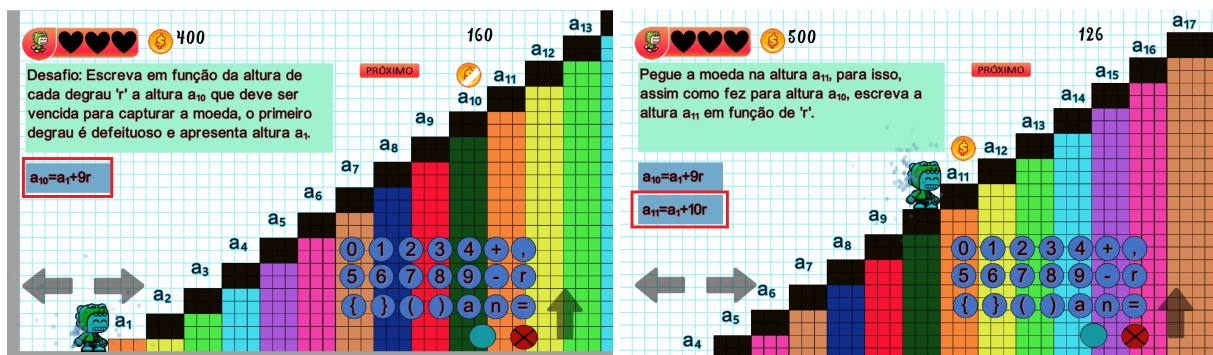 400
160
PRÓXIMO
Desafio: Escreva em função da altura de
cada degrau 'r' a altura a₁₀ que deve ser
vencida para capturar a moeda, o primeiro
degrau é defeituoso e apresenta altura a₁.
a₁₀=a₁+9r
a₁
a₂
a₃
a₄
a₅
a₆
a₇
a₈
a₉
a₁₀
a₁₁
a₁₂
a₁₃
0 1 2 3 4 + ,
5 6 7 8 9 - r
{ } ( ) a n =
500
126
PRÓXIMO
Pegue a moeda na altura a₁₁, para isso,
assim como fez para altura a₁₀, escreva a
altura a₁₁ em função de 'r'.
a₁₀=a₁+9r
a₁₁=a₁+10r
a₄
a₅
a₆
a₇
a₈
a₉
a₁₁
a₁₂
a₁₃
a₁₄
a₁₅
a₁₆
a₁₇
0 1 2 3 4 + ,
5 6 7 8 9 - r
{ } ( ) a n =